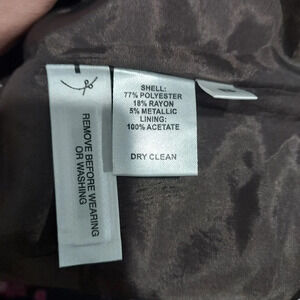 REMOVE BEFORE WEARING
OR WASHING
SHELL:
77% POLYESTER
18% RAYON
5% METALLIC
LINING:
100% ACETATE
DRY CLEAN